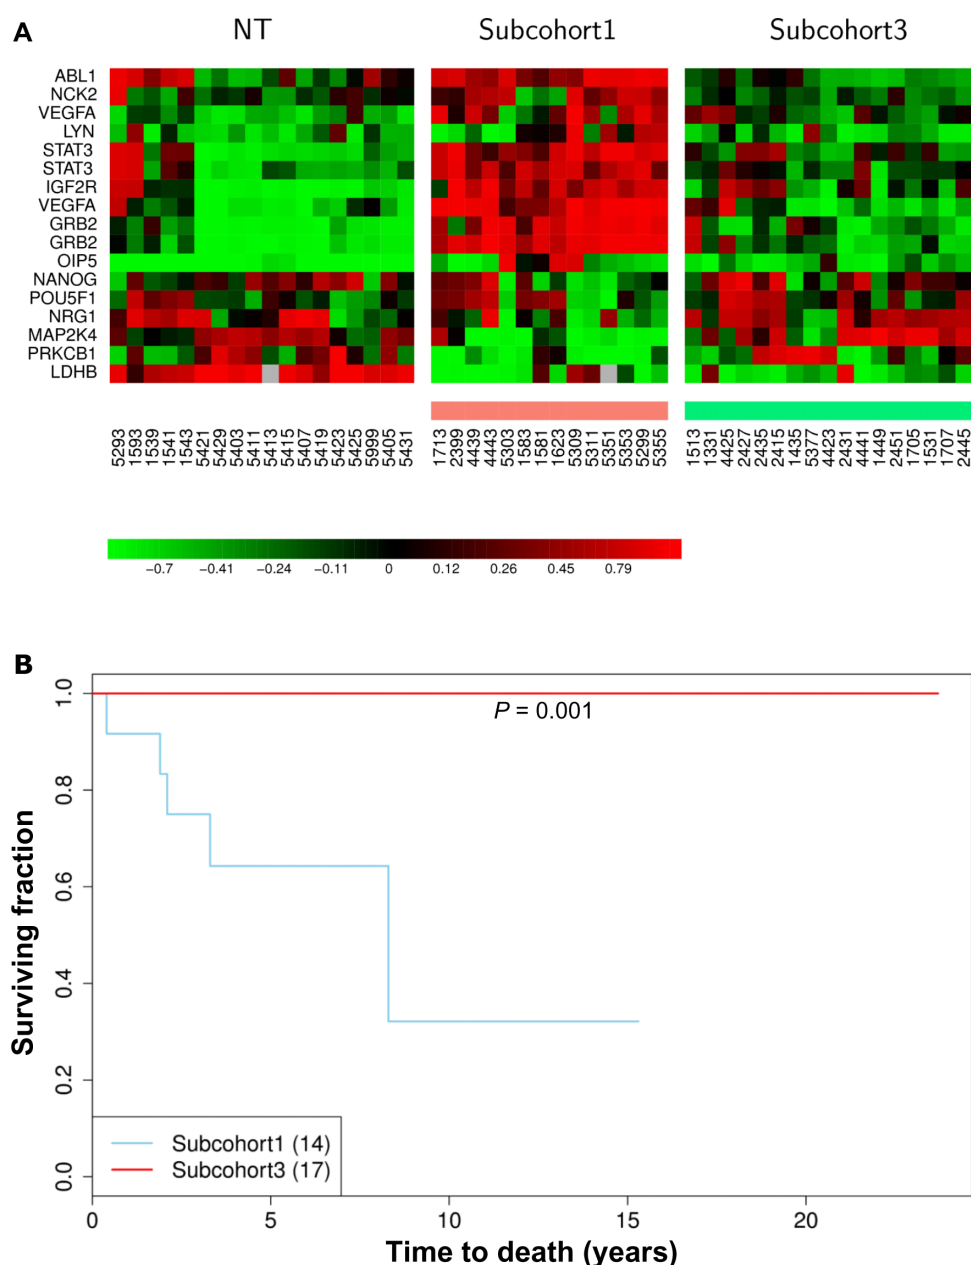 A
NT Subcohort1 Subcohort3
ABL1
NCK2
VEGFA
LYN
STAT3
STAT3
IGF2R
VEGFA
GRB2
GRB2
OIP5
NANOG
POU5F1
NRG1
MAP2K4
PRKCB1
LDHB
5293 1593 1539 1541 1543 5421 5429 5403 5411 5413 5415 5407 5419 5423 5425 5999 5405 5431
1713 2399 4439 4443 5303 1583 1581 1623 5309 5311 5351 5353 5299 5355
1513 1331 4425 2427 2435 2415 1435 5377 4423 2431 4441 1449 2451 1705 1531 1707 2445
−0.7 −0.41 −0.24 −0.11 0 0.12 0.26 0.45 0.79
B
P = 0.001
Surviving fraction
1.0
0.8
0.6
0.4
0.2
0.0
Subcohort1 (14)
Subcohort3 (17)
0 5 10 15 20
Time to death (years)